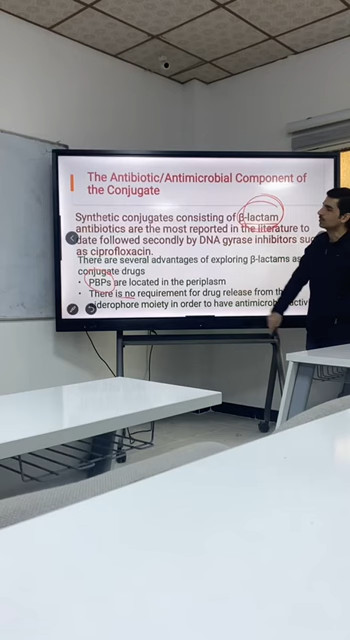 The Antibiotic/Antimicrobial Component of
the Conjugate
Synthetic conjugates consisting of β-lactam
antibiotics are the most reported in the literature to
date followed secondly by DNA gyrase inhibitors
as ciprofloxacin.
There are several advantages of exploring β-lactams as
conjugate drugs
• PBPs are located in the periplasm
• There is no requirement for drug release from
moiety in order to have